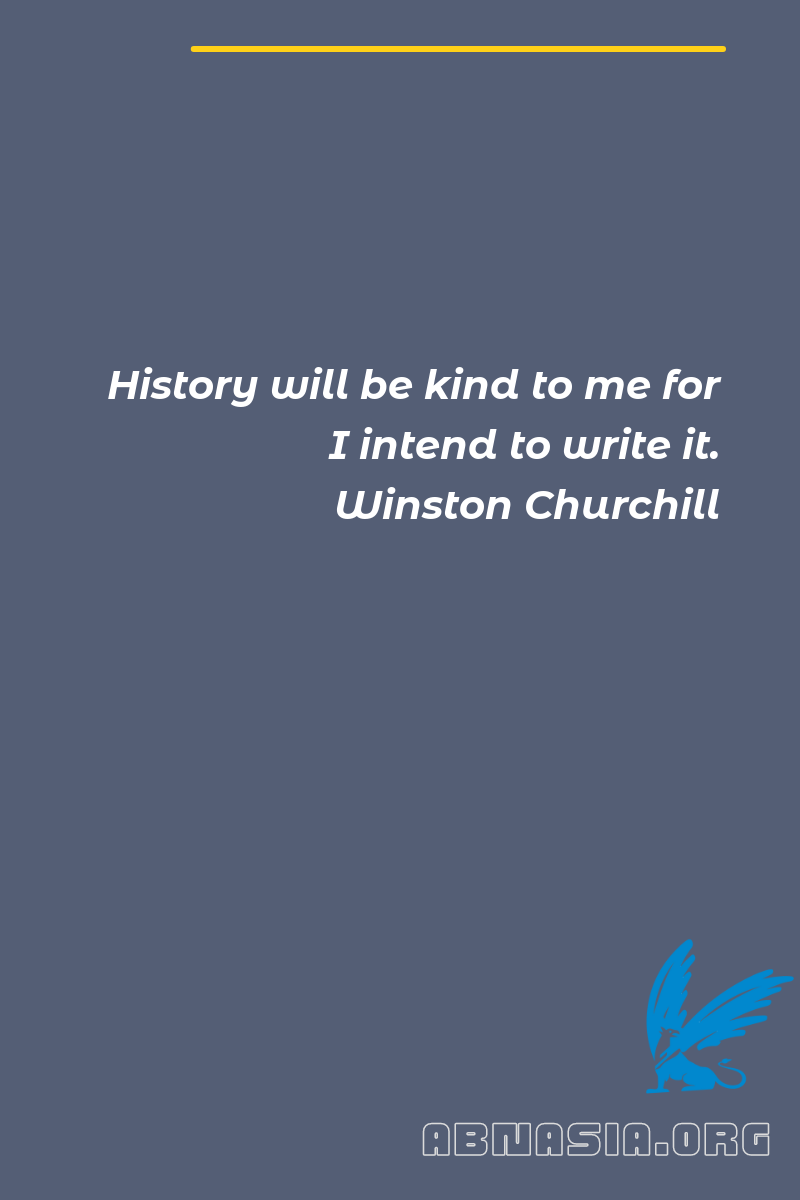 History will be kind to me for
I intend to write it.
Winston Churchill
ABNASIA.ORG